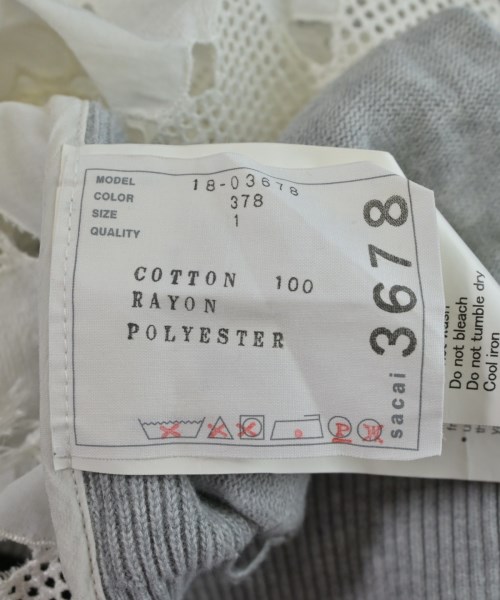 MODEL 18-03678
COLOR 378
SIZE 1
QUALITY
COTTON 100
RAYON
POLYESTER
P
W
sacai 3678
Do not bleach
Do not tumble dry
Cool iron